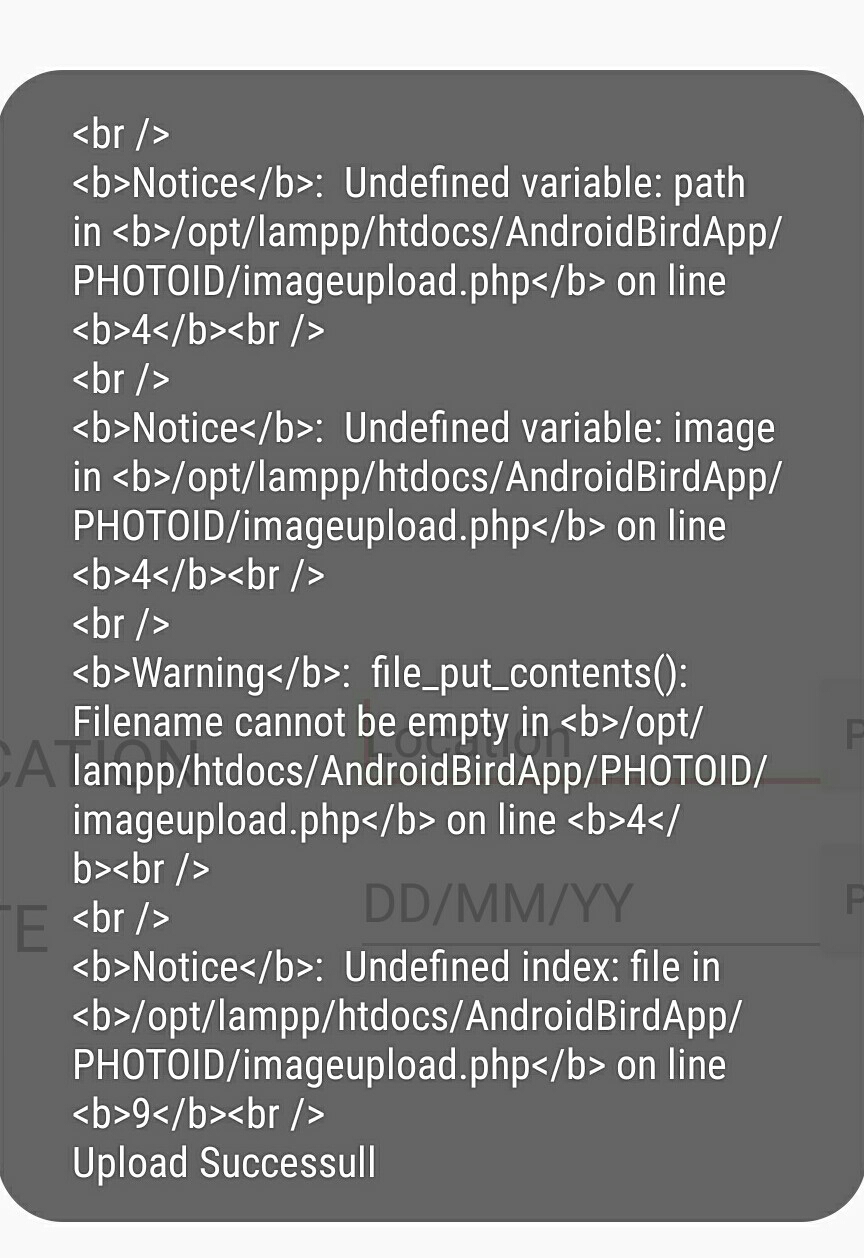 <br />
<b>Notice</b>:  Undefined variable: path
in <b>/opt/lampp/htdocs/AndroidBirdApp/
PHOTOID/imageupload.php</b> on line
<b>4</b><br />
<br />
<b>Notice</b>:  Undefined variable: image
in <b>/opt/lampp/htdocs/AndroidBirdApp/
PHOTOID/imageupload.php</b> on line
<b>4</b><br />
<br />
<b>Warning</b>:  file_put_contents():
Filename cannot be empty in <b>/opt/
lampp/htdocs/AndroidBirdApp/PHOTOID/
imageupload.php</b> on line <b>4</
b><br />
<br />
<b>Notice</b>:  Undefined index: file in
<b>/opt/lampp/htdocs/AndroidBirdApp/
PHOTOID/imageupload.php</b> on line
<b>9</b><br />
Upload Successull
CATION Location P
TE DD/MM/YY P